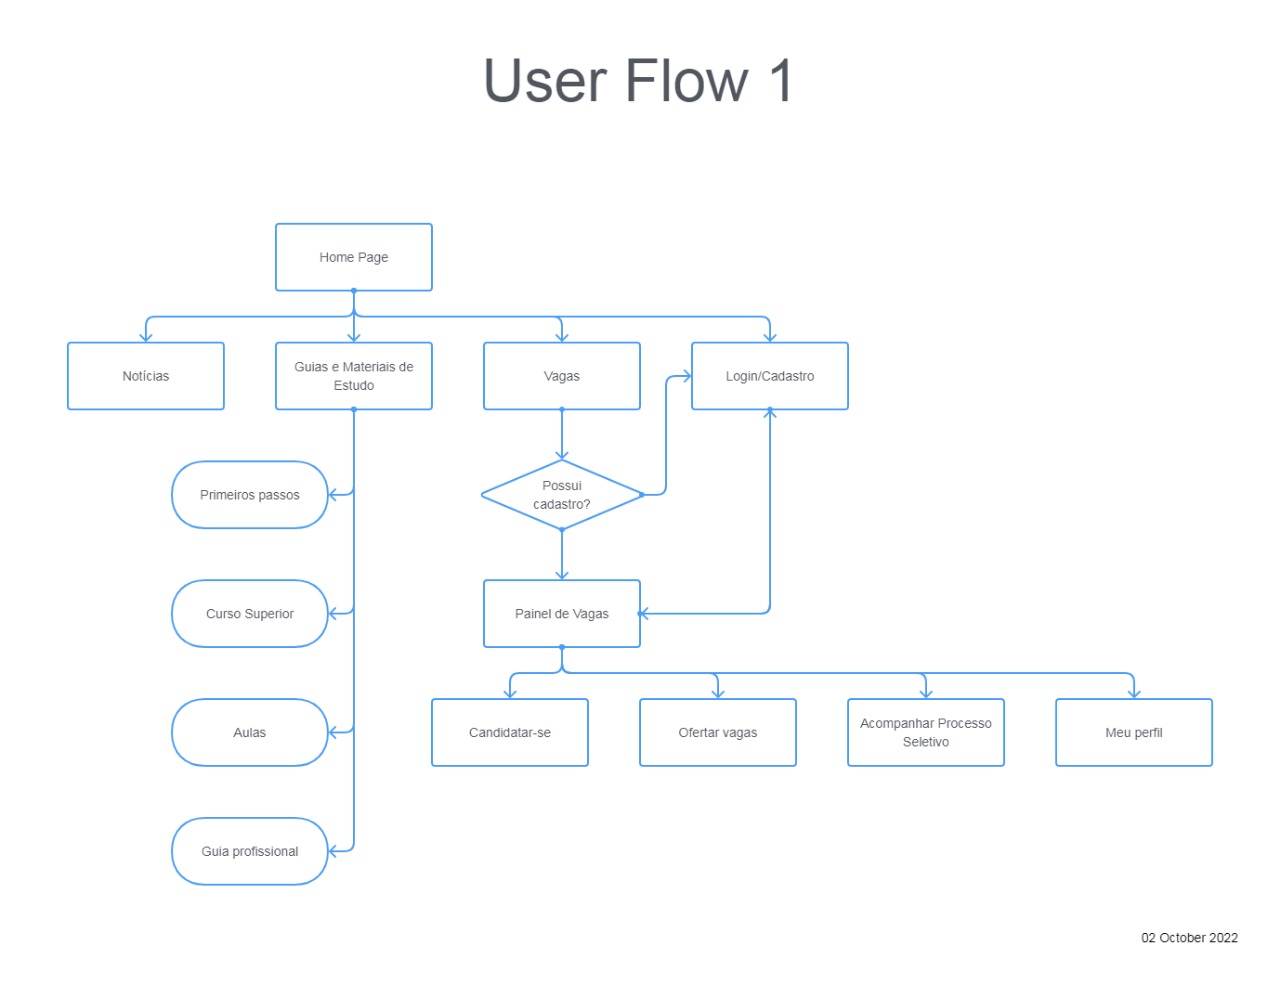 User Flow 1
Home Page
Notícias
Guias e Materiais de
Estudo
Vagas
Login/Cadastro
Primeiros passos
Possui
cadastro?
Curso Superior
Painel de Vagas
Aulas
Candidatar-se
Ofertar vagas
Acompanhar Processo
Seletivo
Meu perfil
Guia profissional
02 October 2022